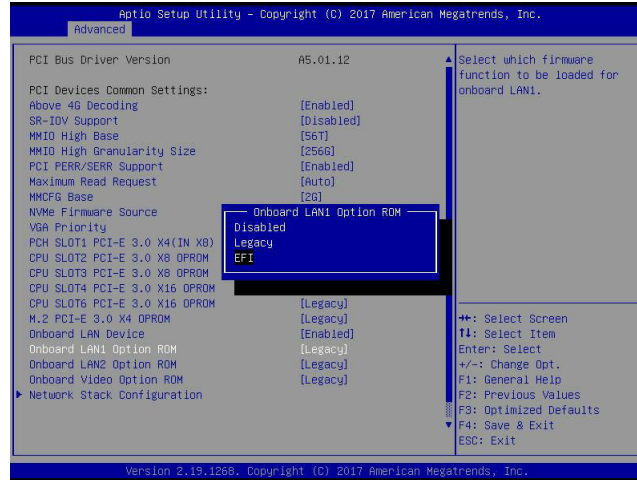 Aptio Setup Utility – Copyright (C) 2017 American Megatrends, Inc.
Advanced
PCI Bus Driver Version A5.01.12
PCI Devices Common Settings:
Above 4G Decoding [Enabled]
SR-IOV Support [Disabled]
MMIO High Base [56T]
MMIO High Granularity Size [256G]
PCI PERR/SERR Support [Enabled]
Maximum Read Request [Auto]
MMCFG Base [2G]
NVMe Firmware Source
VGA Priority
PCH SLOT1 PCI-E 3.0 X4(IN X8)
CPU SLOT2 PCI-E 3.0 X8 OPROM
CPU SLOT3 PCI-E 3.0 X8 OPROM
CPU SLOT4 PCI-E 3.0 X16 OPROM
CPU SLOT6 PCI-E 3.0 X16 OPROM [Legacy]
M.2 PCI-E 3.0 X4 OPROM [Legacy]
Onboard LAN Device [Enabled]
Onboard LAN1 Option ROM [Legacy]
Onboard LAN2 Option ROM [Legacy]
Onboard Video Option ROM [Legacy]
Network Stack Configuration
Onboard LAN1 Option ROM
Disabled
Legacy
EFI
Select which firmware
function to be loaded for
onboard LAN1.
→←: Select Screen
↑↓: Select Item
Enter: Select
+/-: Change Opt.
F1: General Help
F2: Previous Values
F3: Optimized Defaults
F4: Save & Exit
ESC: Exit
Version 2.19.1268. Copyright (C) 2017 American Megatrends, Inc.